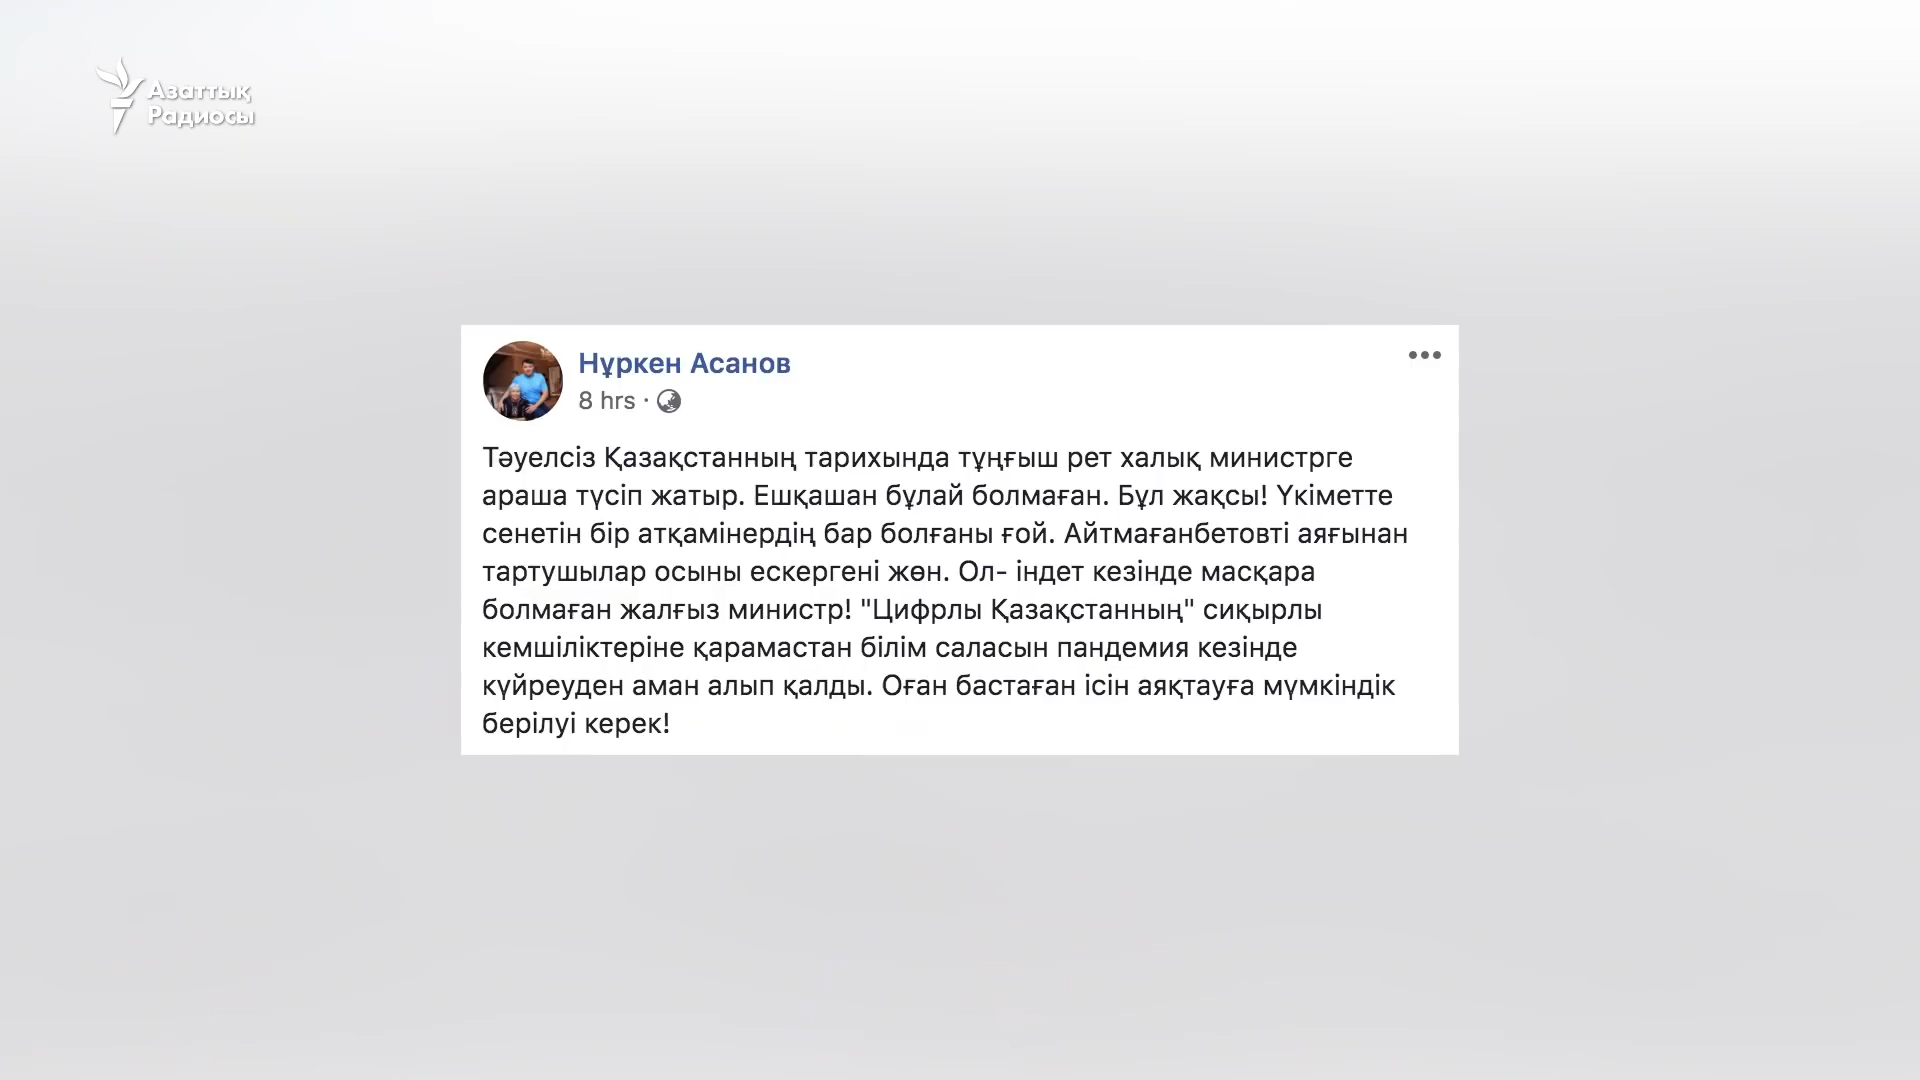 Азаттық
Радиосы
Нұркен Асанов
8 hrs ·
Тәуелсіз Қазақстанның тарихында тұңғыш рет халық министрге
араша түсіп жатыр. Ешқашан бұлай болмаған. Бұл жақсы! Үкіметте
сенетін бір атқамінердің бар болғаны ғой. Айтмағанбетовті аяғынан
тартушылар осыны ескергені жөн. Ол- індет кезінде масқара
болмаған жалғыз министр! "Цифрлы Қазақстанның" сиқырлы
кемшіліктеріне қарамастан білім саласын пандемия кезінде
күйреуден аман алып қалды. Оған бастаған ісін аяқтауға мүмкіндік
берілуі керек!